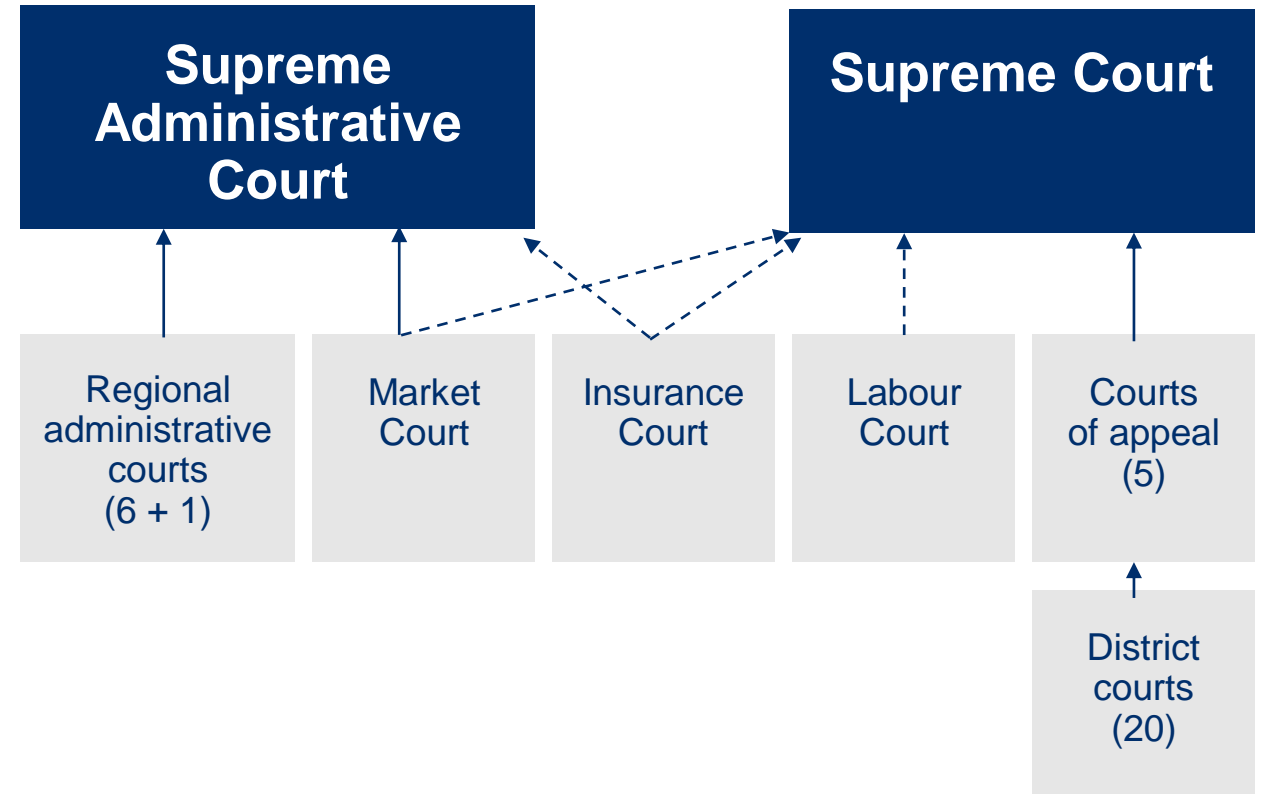 Supreme
Administrative
Court
Supreme Court
Regional
administrative
courts
(6 + 1)
Market
Court
Insurance
Court
Labour
Court
Courts
of appeal
(5)
District
courts
(20)